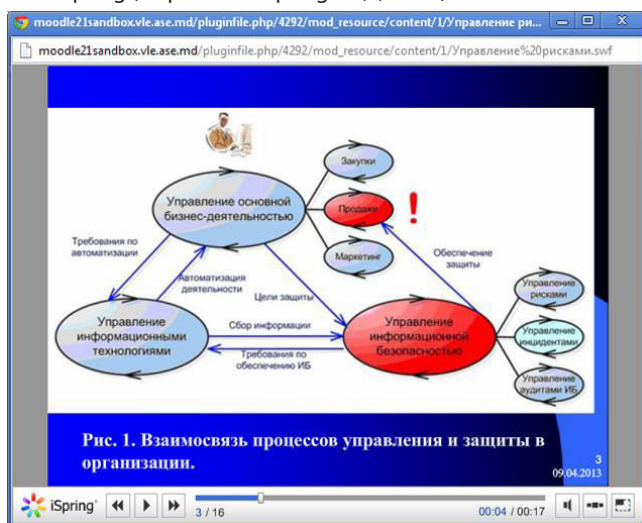 moodle21sandbox.vle.ase.md/pluginfile.php/4292/mod_resource/content/1/Управление ри...
moodle21sandbox.vle.ase.md/pluginfile.php/4292/mod_resource/content/1/Управление%20рисками.swf
Закупки
Управление основной
бизнес-деятельностью
Продажи
!
Маркетинг
Требования по
автоматизации
Автоматизация
деятельности
Цели защиты
Обеспечение
защиты
Управление
рисками
Управление
информационными
технологиями
Сбор информации
Требования по
обеспечению ИБ
Управление
информационной
безопасностью
Управление
инцидентами
Управление
аудитами ИБ
Рис. 1. Взаимосвязь процессов управления и защиты в
организации.
3
09.04.2013
iSpring
3 / 16
00:04 / 00:17